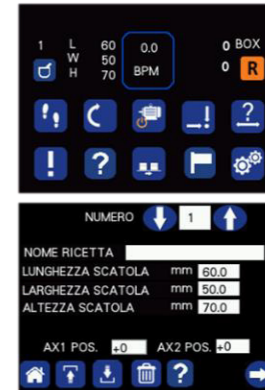 1 L 60 0.0 0 BOX
W 50
H 70 BPM 0 R
NUMERO 1
NOME RICETTA
LUNGHEZZA SCATOLA mm 60.0
LARGHEZZA SCATOLA mm 50.0
ALTEZZA SCATOLA mm 70.0
AX1 POS. +0 AX2 POS. +0